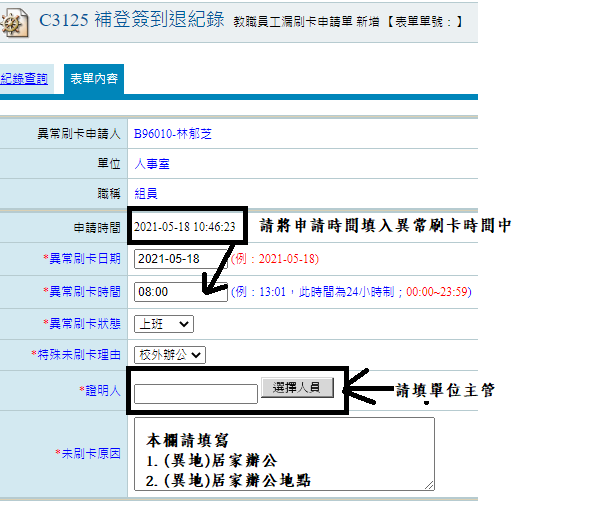 C3125 補登簽到退紀錄 教職員工漏刷卡申請單 新增 【表單單號：】
紀錄查詢 表單內容
異常刷卡申請人 B96010-林郁芝
單位 人事室
職稱 組員
申請時間 2021-05-18 10:46:23 請將申請時間填入異常刷卡時間中
*異常刷卡日期 2021-05-18 (例：2021-05-18)
*異常刷卡時間 08:00 (例：13:01，此時間為24小時制；00:00~23:59)
*異常刷卡狀態 上班
*特殊未刷卡理由 校外辦公
*證明人 選擇人員 請填單位主管
*未刷卡原因 本欄請填寫
1. (異地)居家辦公
2. (異地)居家辦公地點